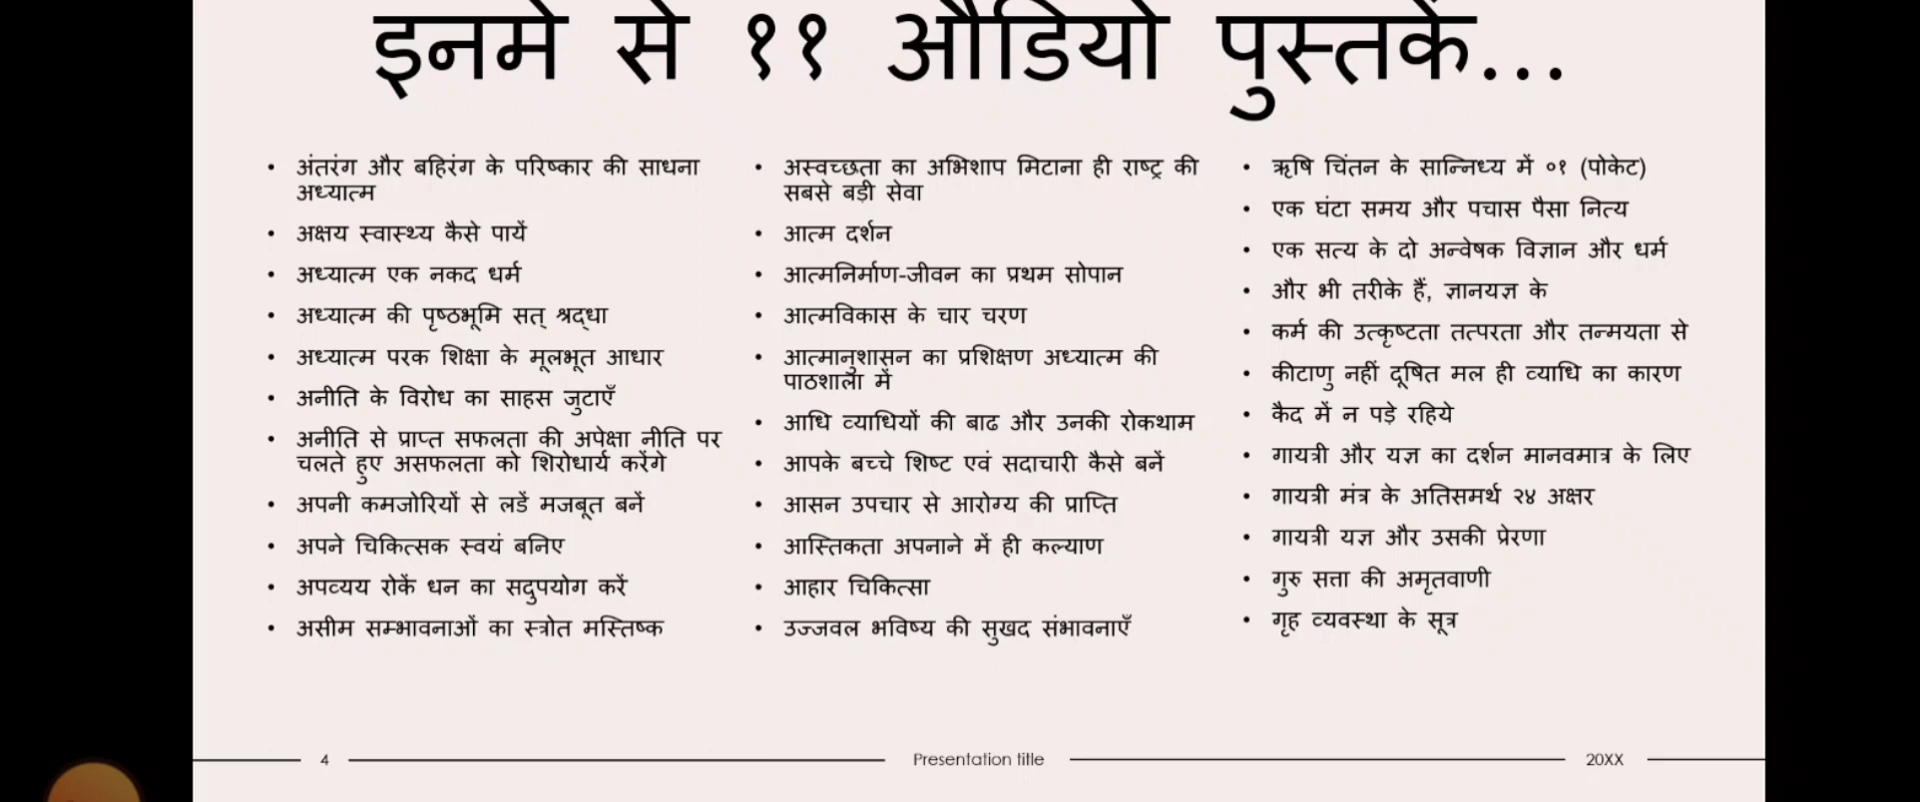 इनमे से ११ औडियो पुस्तकें...
• अंतरंग और बहिरंग के परिष्कार की साधना
अध्यात्म
• अक्षय स्वास्थ्य कैसे पायें
• अध्यात्म एक नकद धर्म
• अध्यात्म की पृष्ठभूमि सत् श्रद्धा
• अध्यात्म परक शिक्षा के मूलभूत आधार
• अनीति के विरोध का साहस जुटाएँ
• अनीति से प्राप्त सफलता की अपेक्षा नीति पर
चलते हुए असफलता को शिरोधार्य करेंगे
• अपनी कमजोरियों से लडें मजबूत बनें
• अपने चिकित्सक स्वयं बनिए
• अपव्यय रोकें धन का सदुपयोग करें
• असीम सम्भावनाओं का स्त्रोत मस्तिष्क
• अस्वच्छता का अभिशाप मिटाना ही राष्ट्र की
सबसे बड़ी सेवा
• आत्म दर्शन
• आत्मनिर्माण-जीवन का प्रथम सोपान
• आत्मविकास के चार चरण
• आत्मानुशासन का प्रशिक्षण अध्यात्म की
पाठशाला में
• आधि व्याधियों की बाढ और उनकी रोकथाम
• आपके बच्चे शिष्ट एवं सदाचारी कैसे बनें
• आसन उपचार से आरोग्य की प्राप्ति
• आस्तिकता अपनाने में ही कल्याण
• आहार चिकित्सा
• उज्जवल भविष्य की सुखद संभावनाएँ
• ऋषि चिंतन के सान्निध्य में ०१ (पोकेट)
• एक घंटा समय और पचास पैसा नित्य
• एक सत्य के दो अन्वेषक विज्ञान और धर्म
• और भी तरीके हैं, ज्ञानयज्ञ के
• कर्म की उत्कृष्टता तत्परता और तन्मयता से
• कीटाणु नहीं दूषित मल ही व्याधि का कारण
• कैद में न पड़े रहिये
• गायत्री और यज्ञ का दर्शन मानवमात्र के लिए
• गायत्री मंत्र के अतिसमर्थ २४ अक्षर
• गायत्री यज्ञ और उसकी प्रेरणा
• गुरु सत्ता की अमृतवाणी
• गृह व्यवस्था के सूत्र
4
Presentation title
20XX